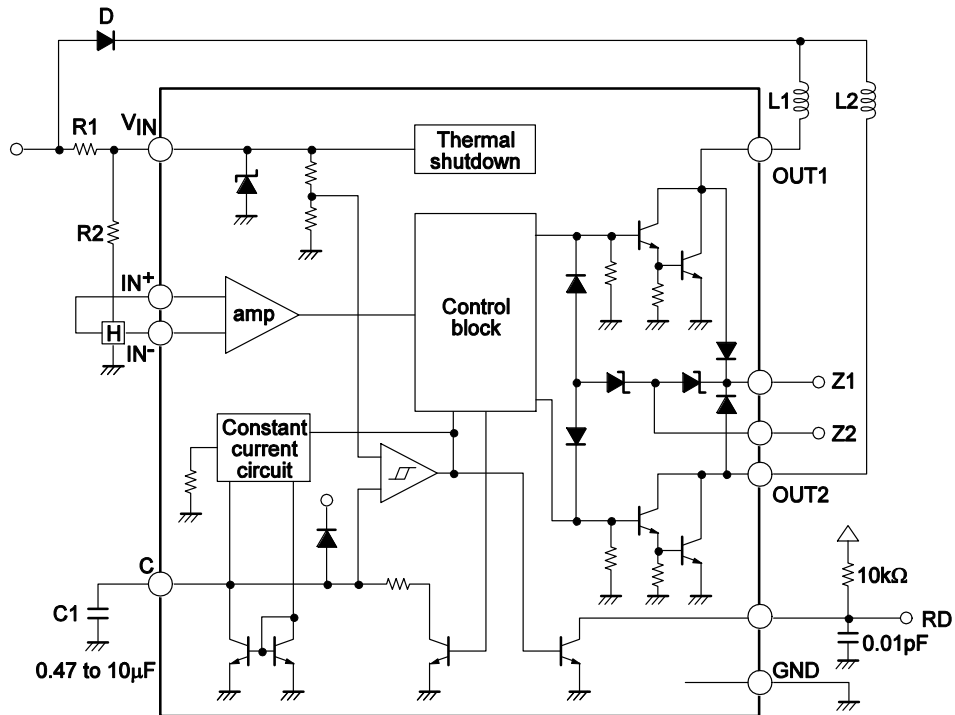 D
L1
L2
R1
VIN
Thermal
shutdown
OUT1
R2
IN+
amp
Control
block
H
IN-
Z1
Constant
current
circuit
Z2
OUT2
C
10kΩ
C1
RD
0.47 to 10μF
0.01pF
GND